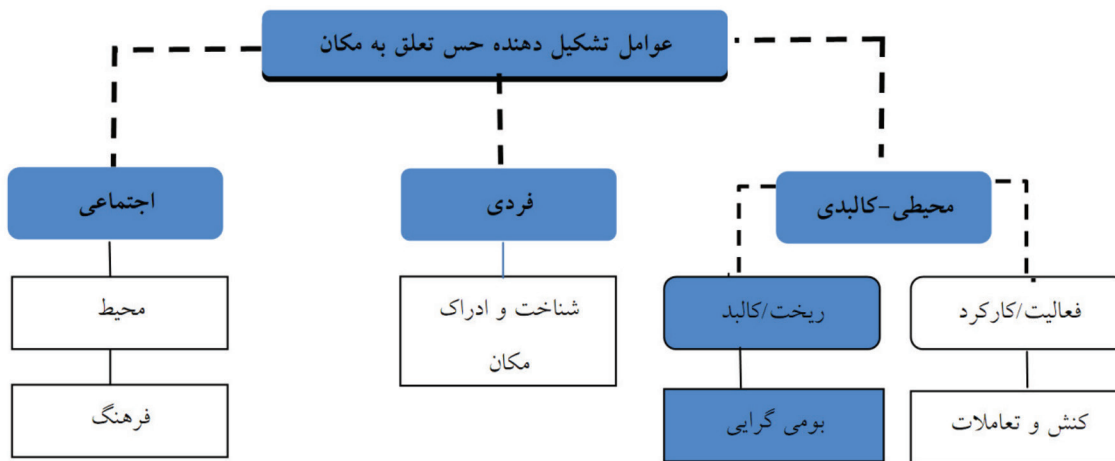 عوامل تشکیل دهنده حس تعلق به مکان
محیطی-کالبدی
فردی
اجتماعی
فعالیت/کارکرد
ریخت/کالبد
شناخت و ادراک
مکان
محیط
کنش و تعاملات
بومی گرایی
فرهنگ